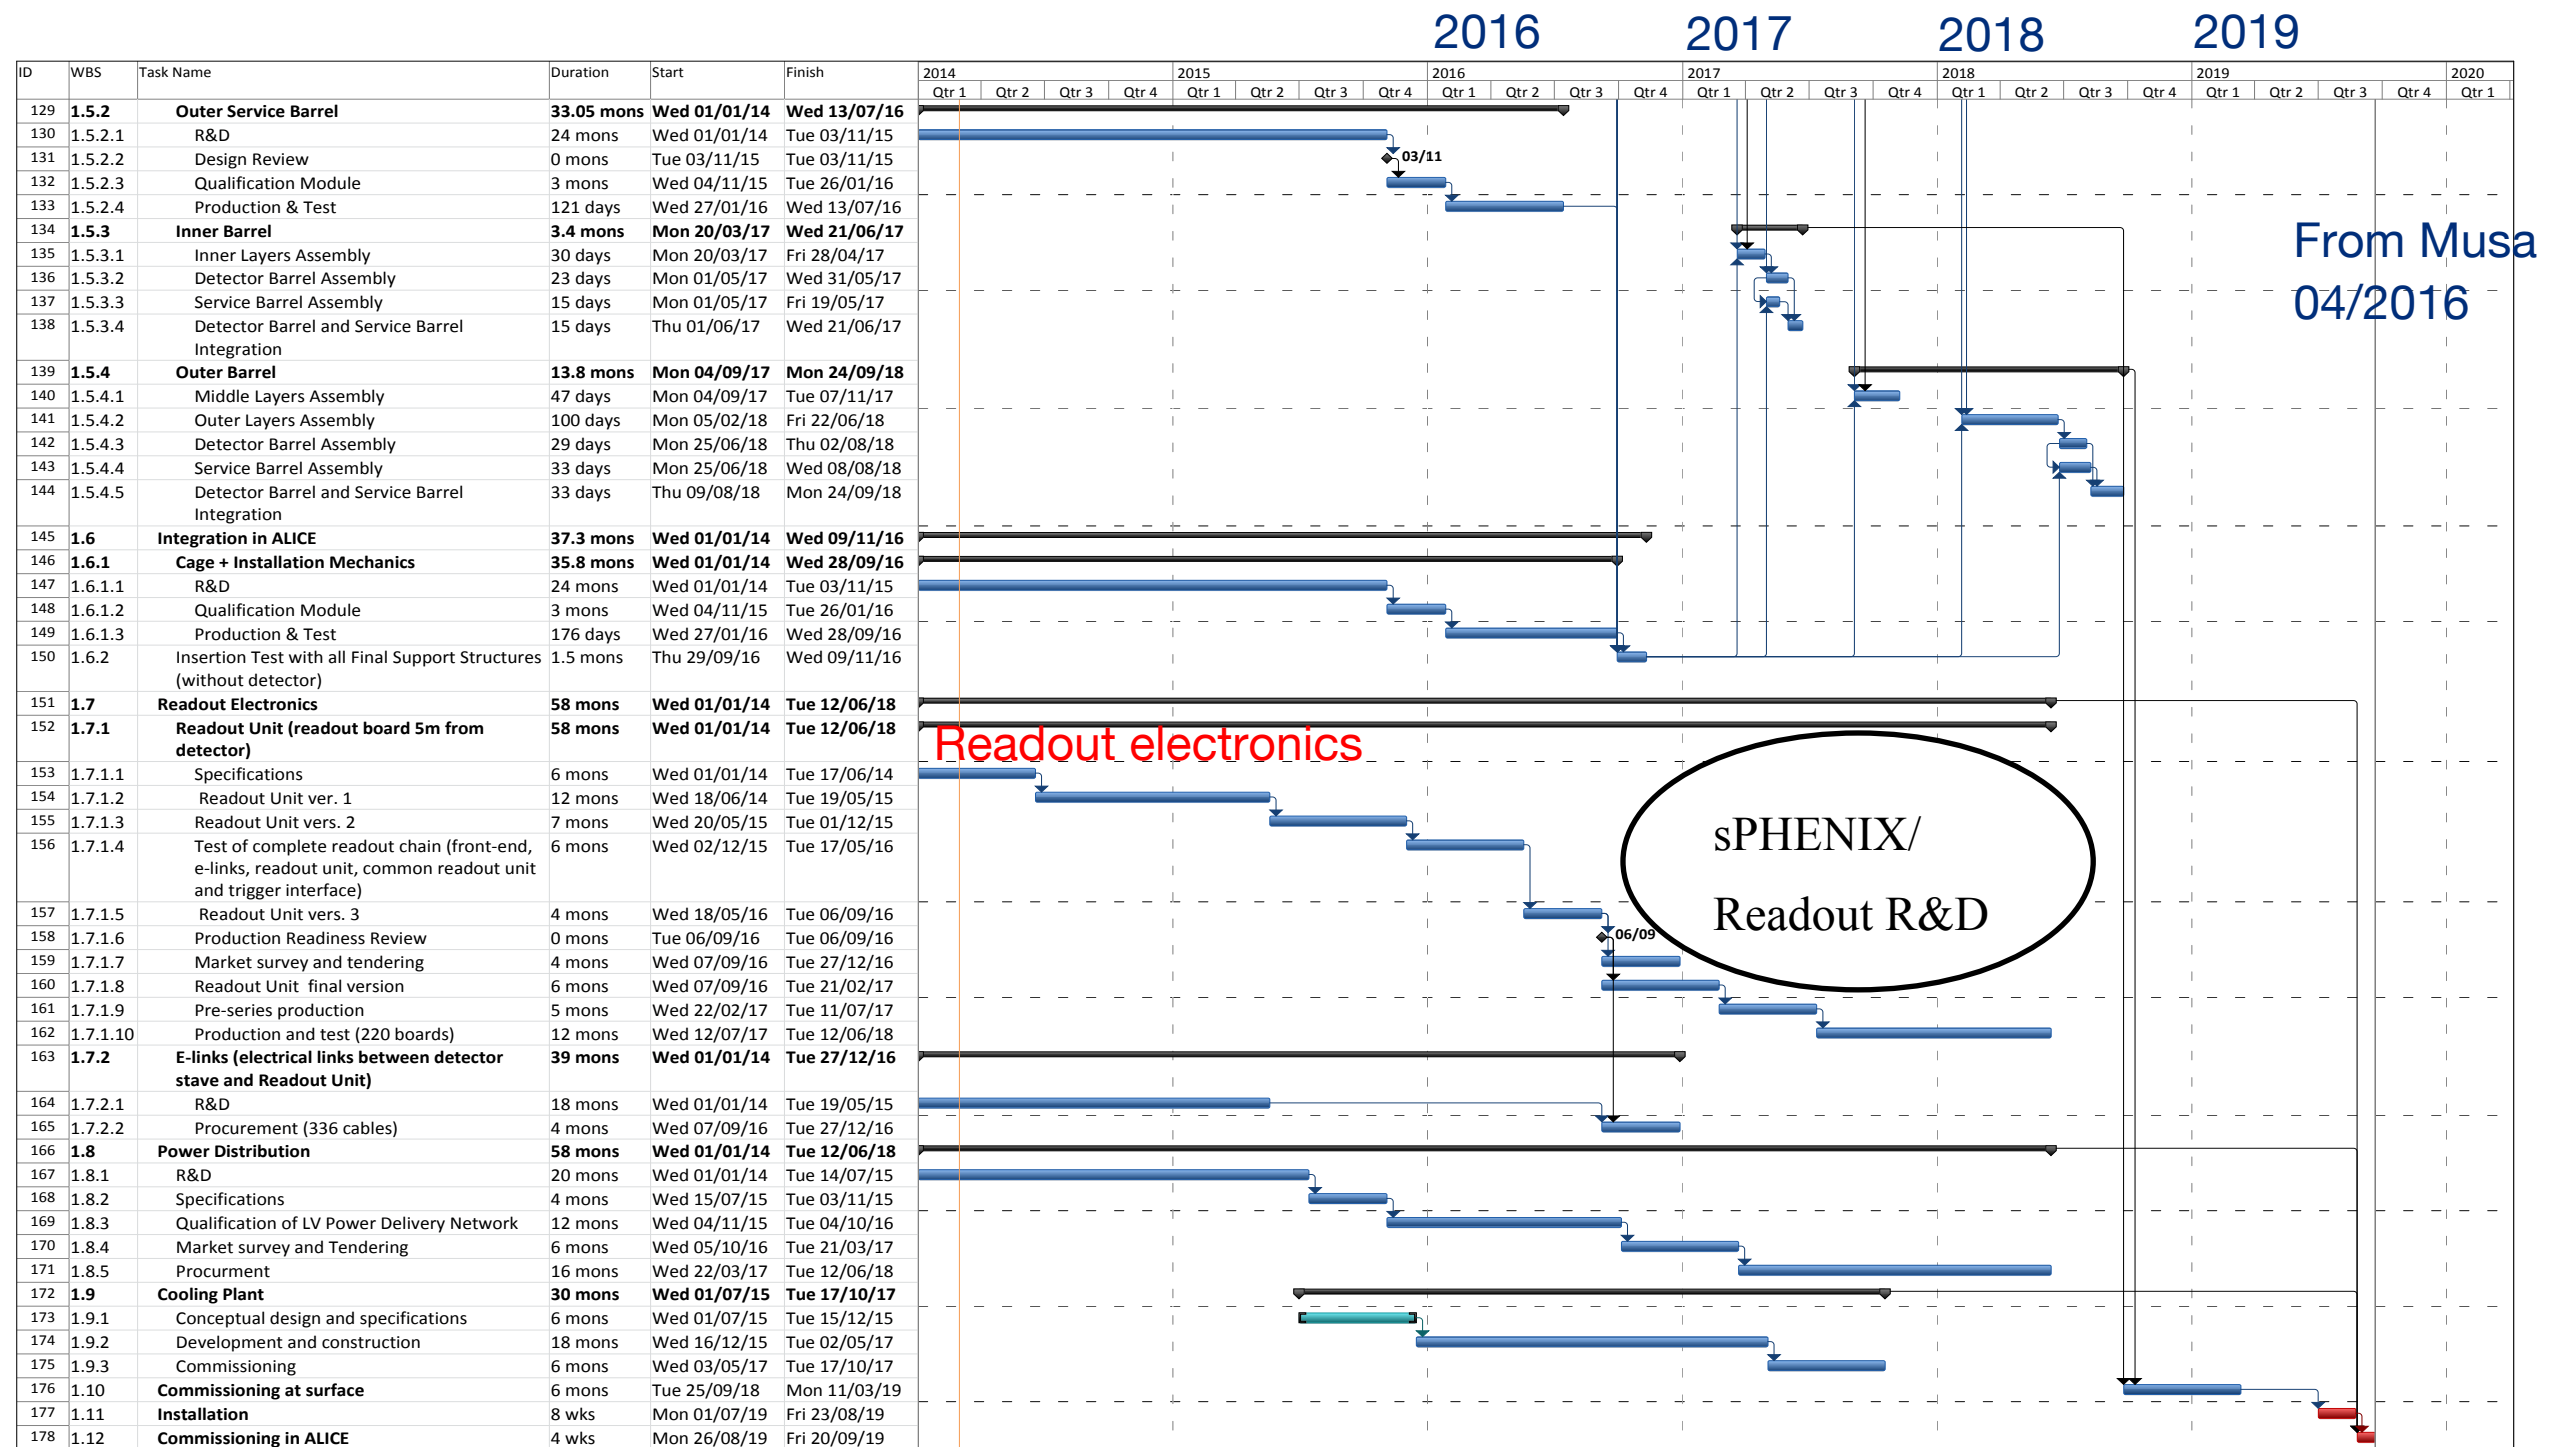 2016 2017 2018 2019
ID WBS Task Name Duration Start Finish 2014 2015 2016 2017 2018 2019 2020
Qtr 1 Qtr 2 Qtr 3 Qtr 4 Qtr 1 Qtr 2 Qtr 3 Qtr 4 Qtr 1 Qtr 2 Qtr 3 Qtr 4 Qtr 1 Qtr 2 Qtr 3 Qtr 4 Qtr 1 Qtr 2 Qtr 3 Qtr 4 Qtr 1 Qtr 2 Qtr 3 Qtr 4 Qtr 1
129 1.5.2 Outer Service Barrel 33.05 mons Wed 01/01/14 Wed 13/07/16
130 1.5.2.1 R&D 24 mons Wed 01/01/14 Tue 03/11/15
131 1.5.2.2 Design Review 0 mons Tue 03/11/15 Tue 03/11/15 03/11
132 1.5.2.3 Qualification Module 3 mons Wed 04/11/15 Tue 26/01/16
133 1.5.2.4 Production & Test 121 days Wed 27/01/16 Wed 13/07/16
134 1.5.3 Inner Barrel 3.4 mons Mon 20/03/17 Wed 21/06/17
From Musa
135 1.5.3.1 Inner Layers Assembly 30 days Mon 20/03/17 Fri 28/04/17
136 1.5.3.2 Detector Barrel Assembly 23 days Mon 01/05/17 Wed 31/05/17
137 1.5.3.3 Service Barrel Assembly 15 days Mon 01/05/17 Fri 19/05/17
04/2016
138 1.5.3.4 Detector Barrel and Service Barrel 15 days Thu 01/06/17 Wed 21/06/17
Integration
139 1.5.4 Outer Barrel 13.8 mons Mon 04/09/17 Mon 24/09/18
140 1.5.4.1 Middle Layers Assembly 47 days Mon 04/09/17 Tue 07/11/17
141 1.5.4.2 Outer Layers Assembly 100 days Mon 05/02/18 Fri 22/06/18
142 1.5.4.3 Detector Barrel Assembly 29 days Mon 25/06/18 Thu 02/08/18
143 1.5.4.4 Service Barrel Assembly 33 days Mon 25/06/18 Wed 08/08/18
144 1.5.4.5 Detector Barrel and Service Barrel 33 days Thu 09/08/18 Mon 24/09/18
Integration
145 1.6 Integration in ALICE 37.3 mons Wed 01/01/14 Wed 09/11/16
146 1.6.1 Cage + Installation Mechanics 35.8 mons Wed 01/01/14 Wed 28/09/16
147 1.6.1.1 R&D 24 mons Wed 01/01/14 Tue 03/11/15
148 1.6.1.2 Qualification Module 3 mons Wed 04/11/15 Tue 26/01/16
149 1.6.1.3 Production & Test 176 days Wed 27/01/16 Wed 28/09/16
150 1.6.2 Insertion Test with all Final Support Structures 1.5 mons Thu 29/09/16 Wed 09/11/16
(without detector)
151 1.7 Readout Electronics 58 mons Wed 01/01/14 Tue 12/06/18
152 1.7.1 Readout Unit (readout board 5m from 58 mons Wed 01/01/14 Tue 12/06/18
detector)
Readout electronics
153 1.7.1.1 Specifications 6 mons Wed 01/01/14 Tue 17/06/14
154 1.7.1.2 Readout Unit ver. 1 12 mons Wed 18/06/14 Tue 19/05/15
155 1.7.1.3 Readout Unit vers. 2 7 mons Wed 20/05/15 Tue 01/12/15
sPHENIX/
156 1.7.1.4 Test of complete readout chain (front-end, 6 mons Wed 02/12/15 Tue 17/05/16
e-links, readout unit, common readout unit
and trigger interface)
157 1.7.1.5 Readout Unit vers. 3 4 mons Wed 18/05/16 Tue 06/09/16
Readout R&D
158 1.7.1.6 Production Readiness Review 0 mons Tue 06/09/16 Tue 06/09/16 06/09
159 1.7.1.7 Market survey and tendering 4 mons Wed 07/09/16 Tue 27/12/16
160 1.7.1.8 Readout Unit final version 6 mons Wed 07/09/16 Tue 21/02/17
161 1.7.1.9 Pre-series production 5 mons Wed 22/02/17 Tue 11/07/17
162 1.7.1.10 Production and test (220 boards) 12 mons Wed 12/07/17 Tue 12/06/18
163 1.7.2 E-links (electrical links between detector 39 mons Wed 01/01/14 Tue 27/12/16
stave and Readout Unit)
164 1.7.2.1 R&D 18 mons Wed 01/01/14 Tue 19/05/15
165 1.7.2.2 Procurement (336 cables) 4 mons Wed 07/09/16 Tue 27/12/16
166 1.8 Power Distribution 58 mons Wed 01/01/14 Tue 12/06/18
167 1.8.1 R&D 20 mons Wed 01/01/14 Tue 14/07/15
168 1.8.2 Specifications 4 mons Wed 15/07/15 Tue 03/11/15
169 1.8.3 Qualification of LV Power Delivery Network 12 mons Wed 04/11/15 Tue 04/10/16
170 1.8.4 Market survey and Tendering 6 mons Wed 05/10/16 Tue 21/03/17
171 1.8.5 Procurment 16 mons Wed 22/03/17 Tue 12/06/18
172 1.9 Cooling Plant 30 mons Wed 01/07/15 Tue 17/10/17
173 1.9.1 Conceptual design and specifications 6 mons Wed 01/07/15 Tue 15/12/15
174 1.9.2 Development and construction 18 mons Wed 16/12/15 Tue 02/05/17
175 1.9.3 Commissioning 6 mons Wed 03/05/17 Tue 17/10/17
176 1.10 Commissioning at surface 6 mons Tue 25/09/18 Mon 11/03/19
177 1.11 Installation 8 wks Mon 01/07/19 Fri 23/08/19
178 1.12 Commissioning in ALICE 4 wks Mon 26/08/19 Fri 20/09/19